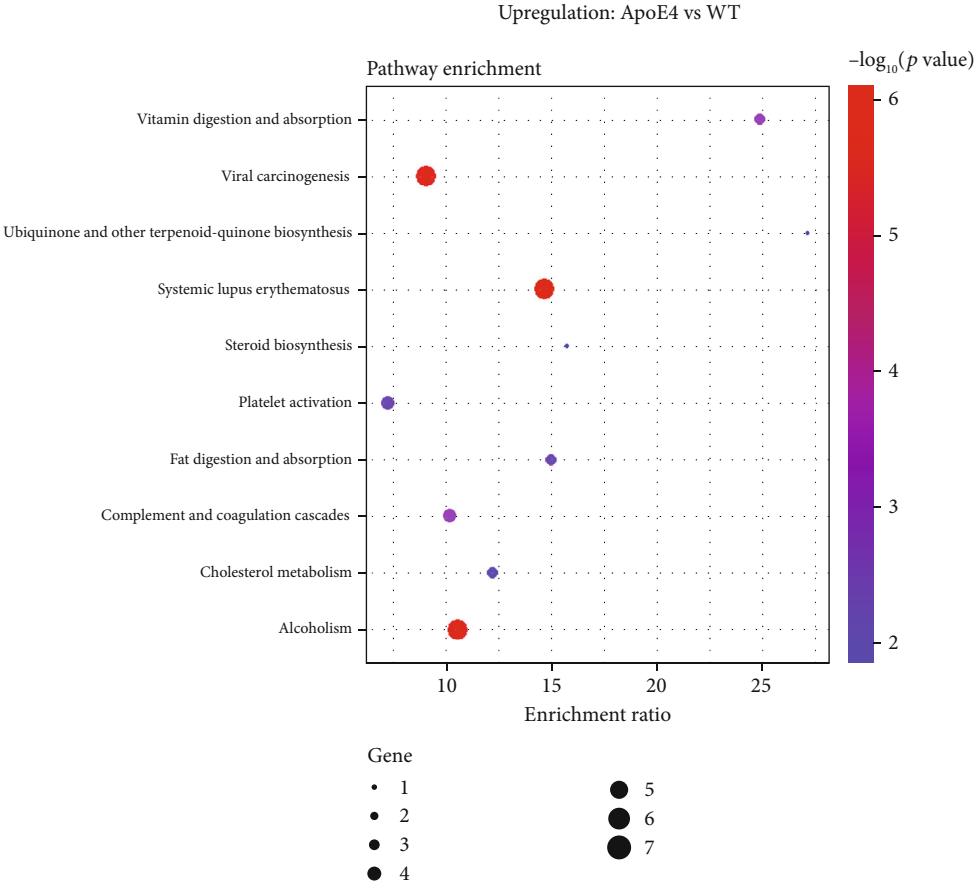 Upregulation: ApoE4 vs WT
Pathway enrichment
–log10(p value)
Vitamin digestion and absorption
Viral carcinogenesis
Ubiquinone and other terpenoid-quinone biosynthesis
Systemic lupus erythematosus
Steroid biosynthesis
Platelet activation
Fat digestion and absorption
Complement and coagulation cascades
Cholesterol metabolism
Alcoholism
6
5
4
3
2
10 15 20 25
Enrichment ratio
Gene
1
2
3
4
5
6
7